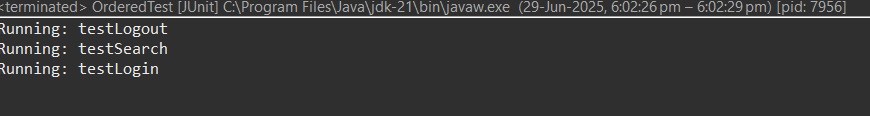 <terminated> OrderedTest [JUnit] C:\Program Files\Java\jdk-21\bin\javaw.exe (29-Jun-2025, 6:02:26 pm – 6:02:29 pm) [pid: 7956]
Running: testLogout
Running: testSearch
Running: testLogin